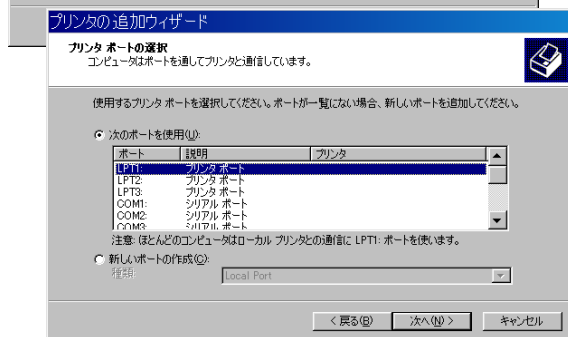 プリンタの追加ウィザード
プリンタ ポートの選択
コンピュータはポートを通してプリンタと通信しています。
使用するプリンタ ポートを選択してください。ポートが一覧にない場合、新しいポートを追加してください。
次のポートを使用(U):
ポート 説明 プリンタ
LPT1: プリンタ ポート
LPT2: プリンタ ポート
LPT3: プリンタ ポート
COM1: シリアル ポート
COM2: シリアル ポート
COM3: シリアル ポート
注意: ほとんどのコンピュータはローカル プリンタとの通信に LPT1: ポートを使います。
新しいポートの作成(C):
種類: Local Port
< 戻る(B) 次へ(N) > キャンセル